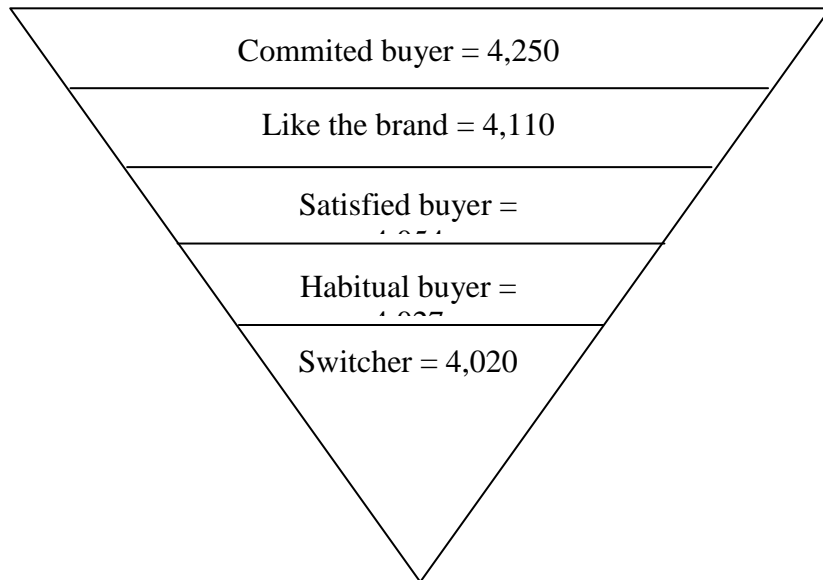 Commited buyer = 4,250
Like the brand = 4,110
Satisfied buyer =
Habitual buyer =
Switcher = 4,020